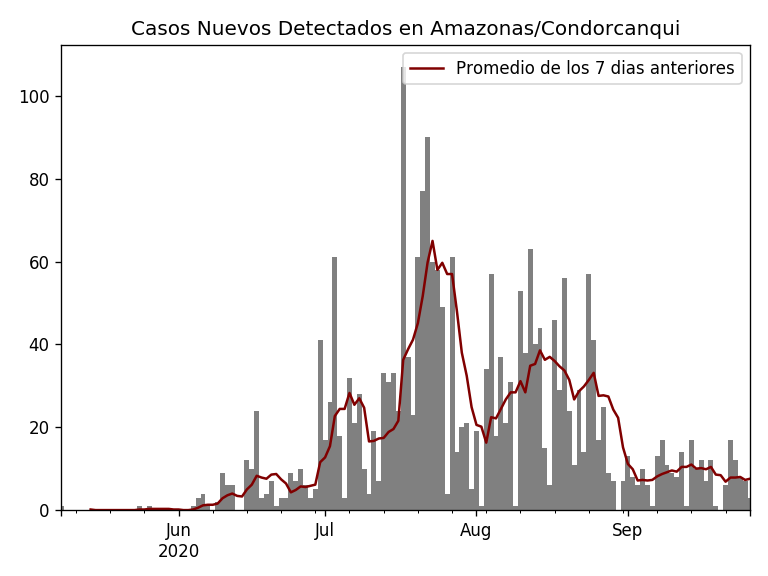 Casos Nuevos Detectados en Amazonas/Condorcanqui
Promedio de los 7 dias anteriores
100
80
60
40
20
0
Jun
2020
Jul
Aug
Sep